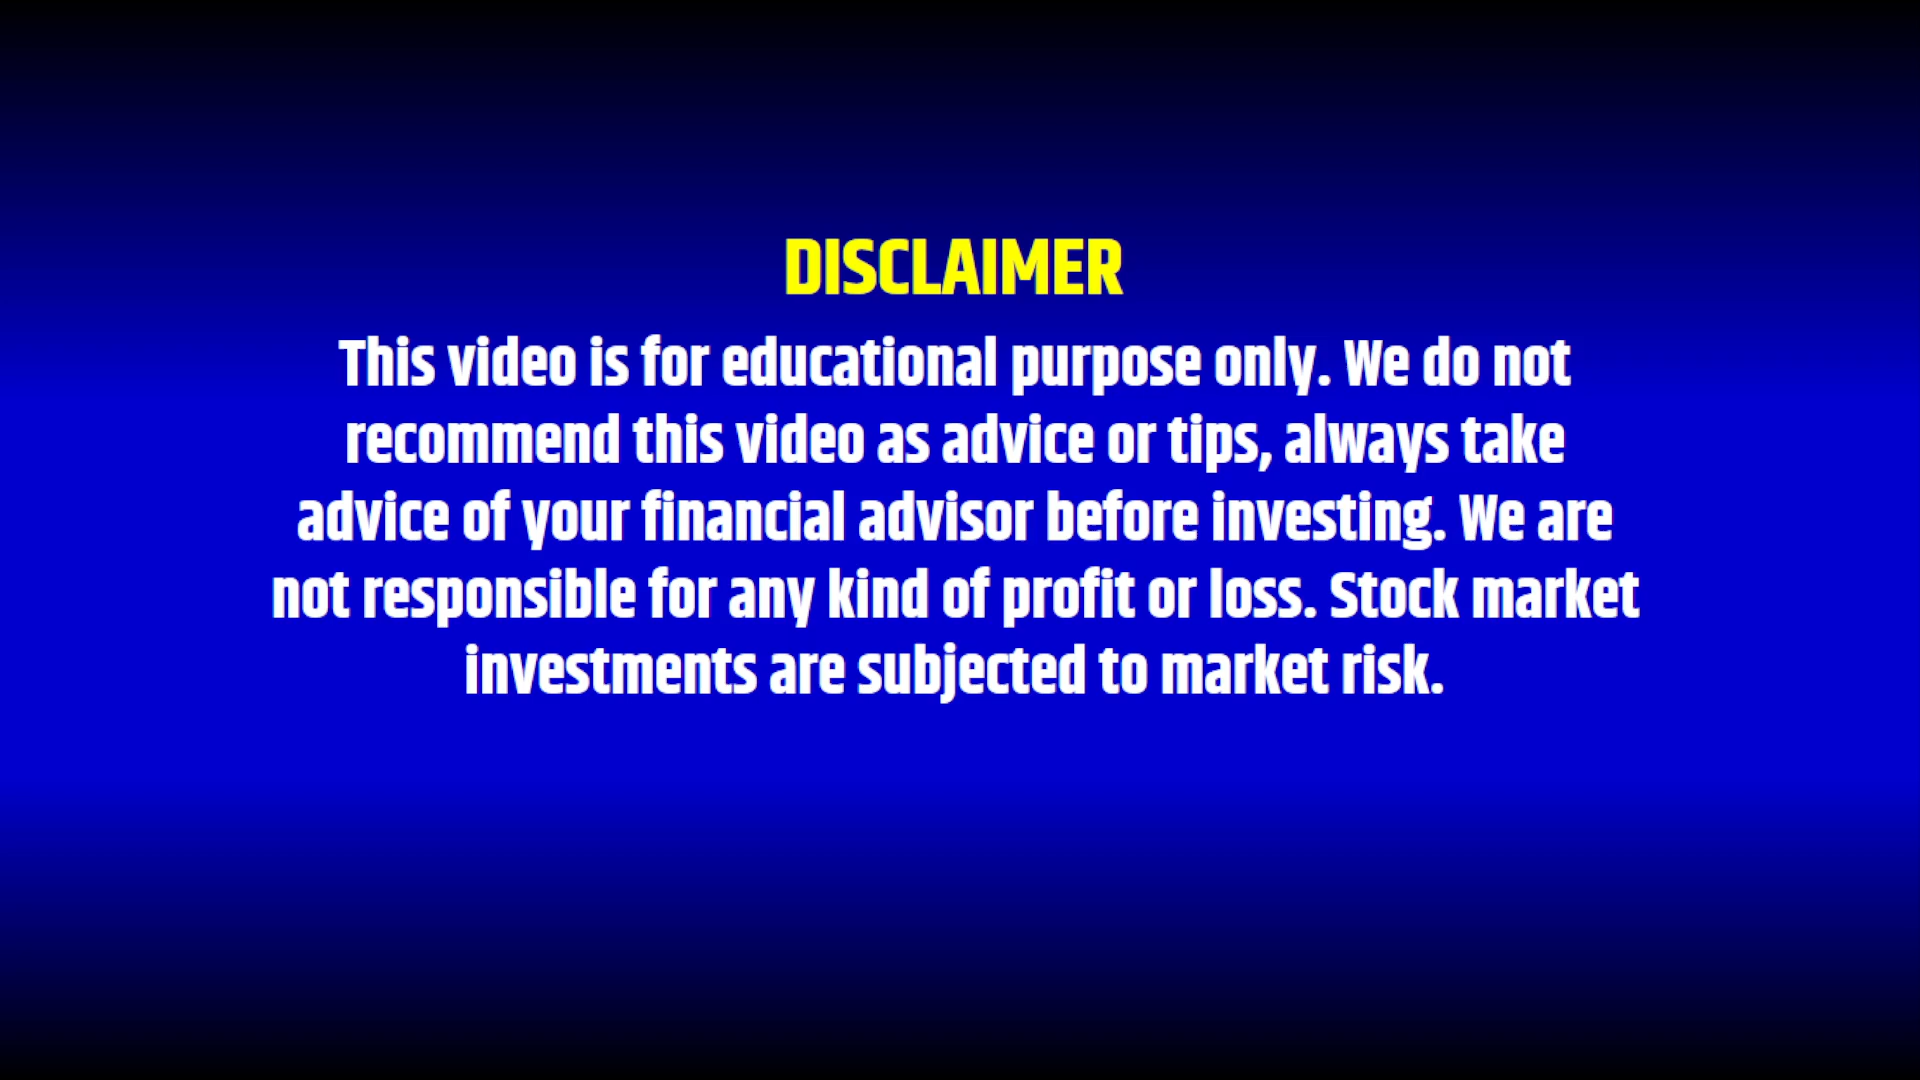 DISCLAIMER
This video is for educational purpose only. We do not
recommend this video as advice or tips, always take
advice of your financial advisor before investing. We are
not responsible for any kind of profit or loss. Stock market
investments are subjected to market risk.